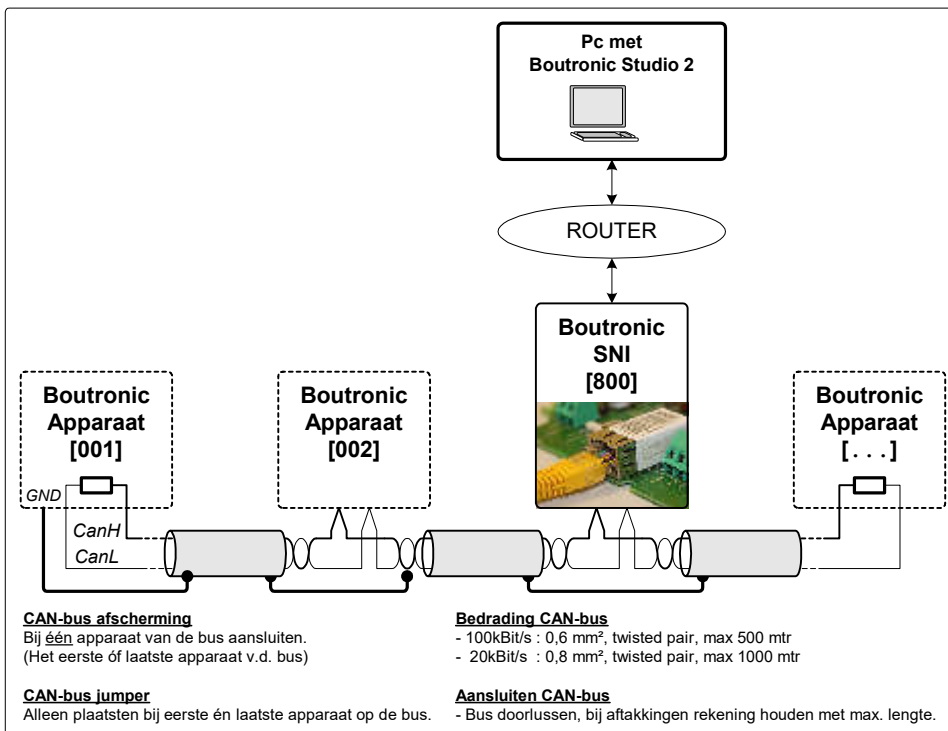 Pc met
Boutronic Studio 2
ROUTER
Boutronic
SNI
[800]
Boutronic
Apparaat
[001]
Boutronic
Apparaat
[002]
Boutronic
Apparaat
[. . . ]
GND
CanH
CanL
CAN-bus afscherming
Bij één apparaat van de bus aansluiten.
(Het eerste óf laatste apparaat v.d. bus)
CAN-bus jumper
Alleen plaatsten bij eerste én laatste apparaat op de bus.
Bedrading CAN-bus
- 100kBit/s : 0,6 mm², twisted pair, max 500 mtr
- 20kBit/s : 0,8 mm², twisted pair, max 1000 mtr
Aansluiten CAN-bus
- Bus doorlussen, bij aftakkingen rekening houden met max. lengte.